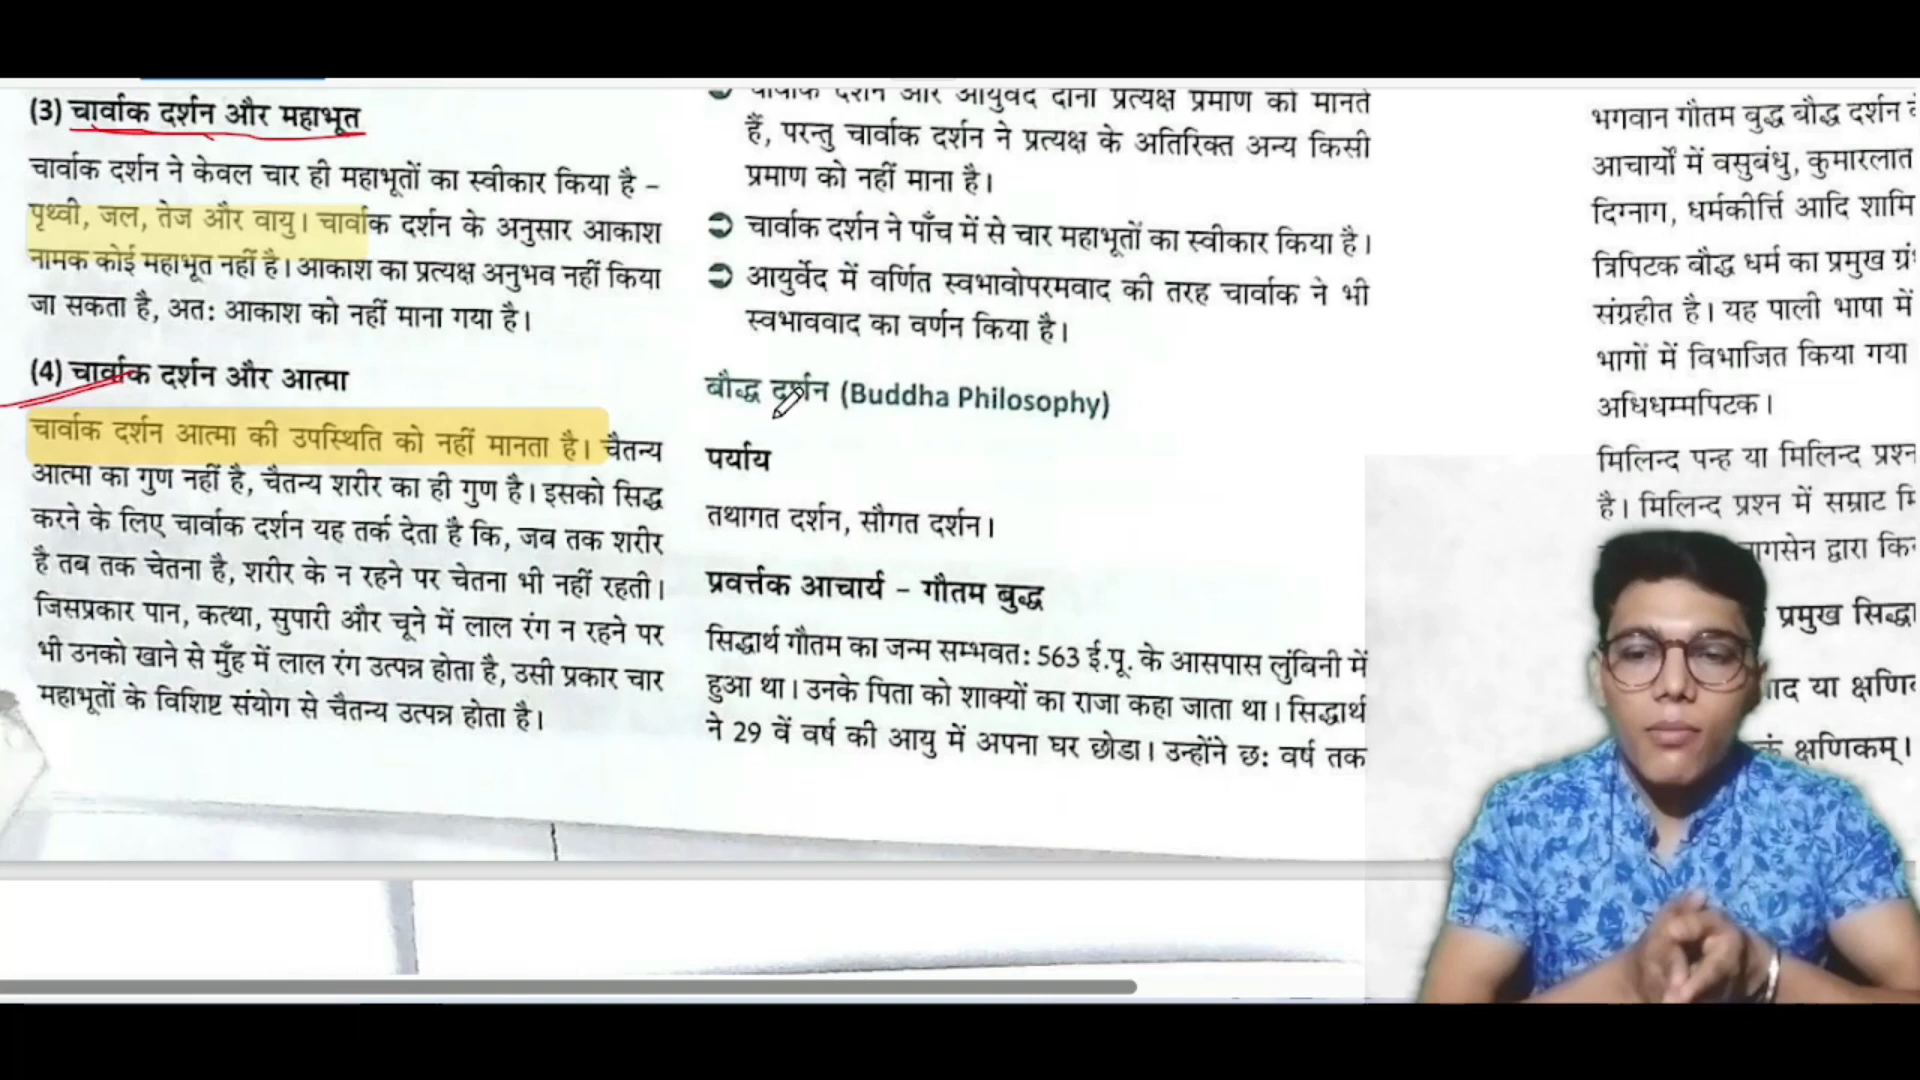 (3) चार्वाक दर्शन और महाभूत
चार्वाक दर्शन ने केवल चार ही महाभूतों का स्वीकार किया है –
पृथ्वी, जल, तेज और वायु। चार्वाक दर्शन के अनुसार आकाश
नामक कोई महाभूत नहीं है। आकाश का प्रत्यक्ष अनुभव नहीं किया
जा सकता है, अत: आकाश को नहीं माना गया है।
(4) चार्वाक दर्शन और आत्मा
चार्वाक दर्शन आत्मा की उपस्थिति को नहीं मानता है। चैतन्य
आत्मा का गुण नहीं है, चैतन्य शरीर का ही गुण है। इसको सिद्ध
करने के लिए चार्वाक दर्शन यह तर्क देता है कि, जब तक शरीर
है तब तक चेतना है, शरीर के न रहने पर चेतना भी नहीं रहती।
जिसप्रकार पान, कत्था, सुपारी और चूने में लाल रंग न रहने पर
भी उनको खाने से मुँह में लाल रंग उत्पन्न होता है, उसी प्रकार चार
महाभूतों के विशिष्ट संयोग से चैतन्य उत्पन्न होता है।
चार्वाक दर्शन और आयुर्वेद दोनों प्रत्यक्ष प्रमाण को मानते
हैं, परन्तु चार्वाक दर्शन ने प्रत्यक्ष के अतिरिक्त अन्य किसी
प्रमाण को नहीं माना है।
चार्वाक दर्शन ने पाँच में से चार महाभूतों का स्वीकार किया है।
आयुर्वेद में वर्णित स्वभावोपरमवाद की तरह चार्वाक ने भी
स्वभाववाद का वर्णन किया है।
बौद्ध दर्शन (Buddha Philosophy)
पर्याय
तथागत दर्शन, सौगत दर्शन।
प्रवर्त्तक आचार्य – गौतम बुद्ध
सिद्धार्थ गौतम का जन्म सम्भवत: 563 ई.पू. के आसपास लुंबिनी में
हुआ था। उनके पिता को शाक्यों का राजा कहा जाता था। सिद्धार्थ
ने 29 वें वर्ष की आयु में अपना घर छोडा। उन्होंने छ: वर्ष तक
भगवान गौतम बुद्ध बौद्ध दर्शन
आचार्यों में वसुबंधु, कुमारलात
दिग्नाग, धर्मकीर्त्ति आदि
त्रिपिटक बौद्ध धर्म का प्रमुख
संग्रहीत है। यह पाली भाषा में
भागों में विभाजित किया गया
अधिधम्मपिटक।
मिलिन्द पन्ह या मिलिन्द
है। मिलिन्द प्रश्न में सम्राट
द्वारा
प्रमुख
या
क्षणिकम्।